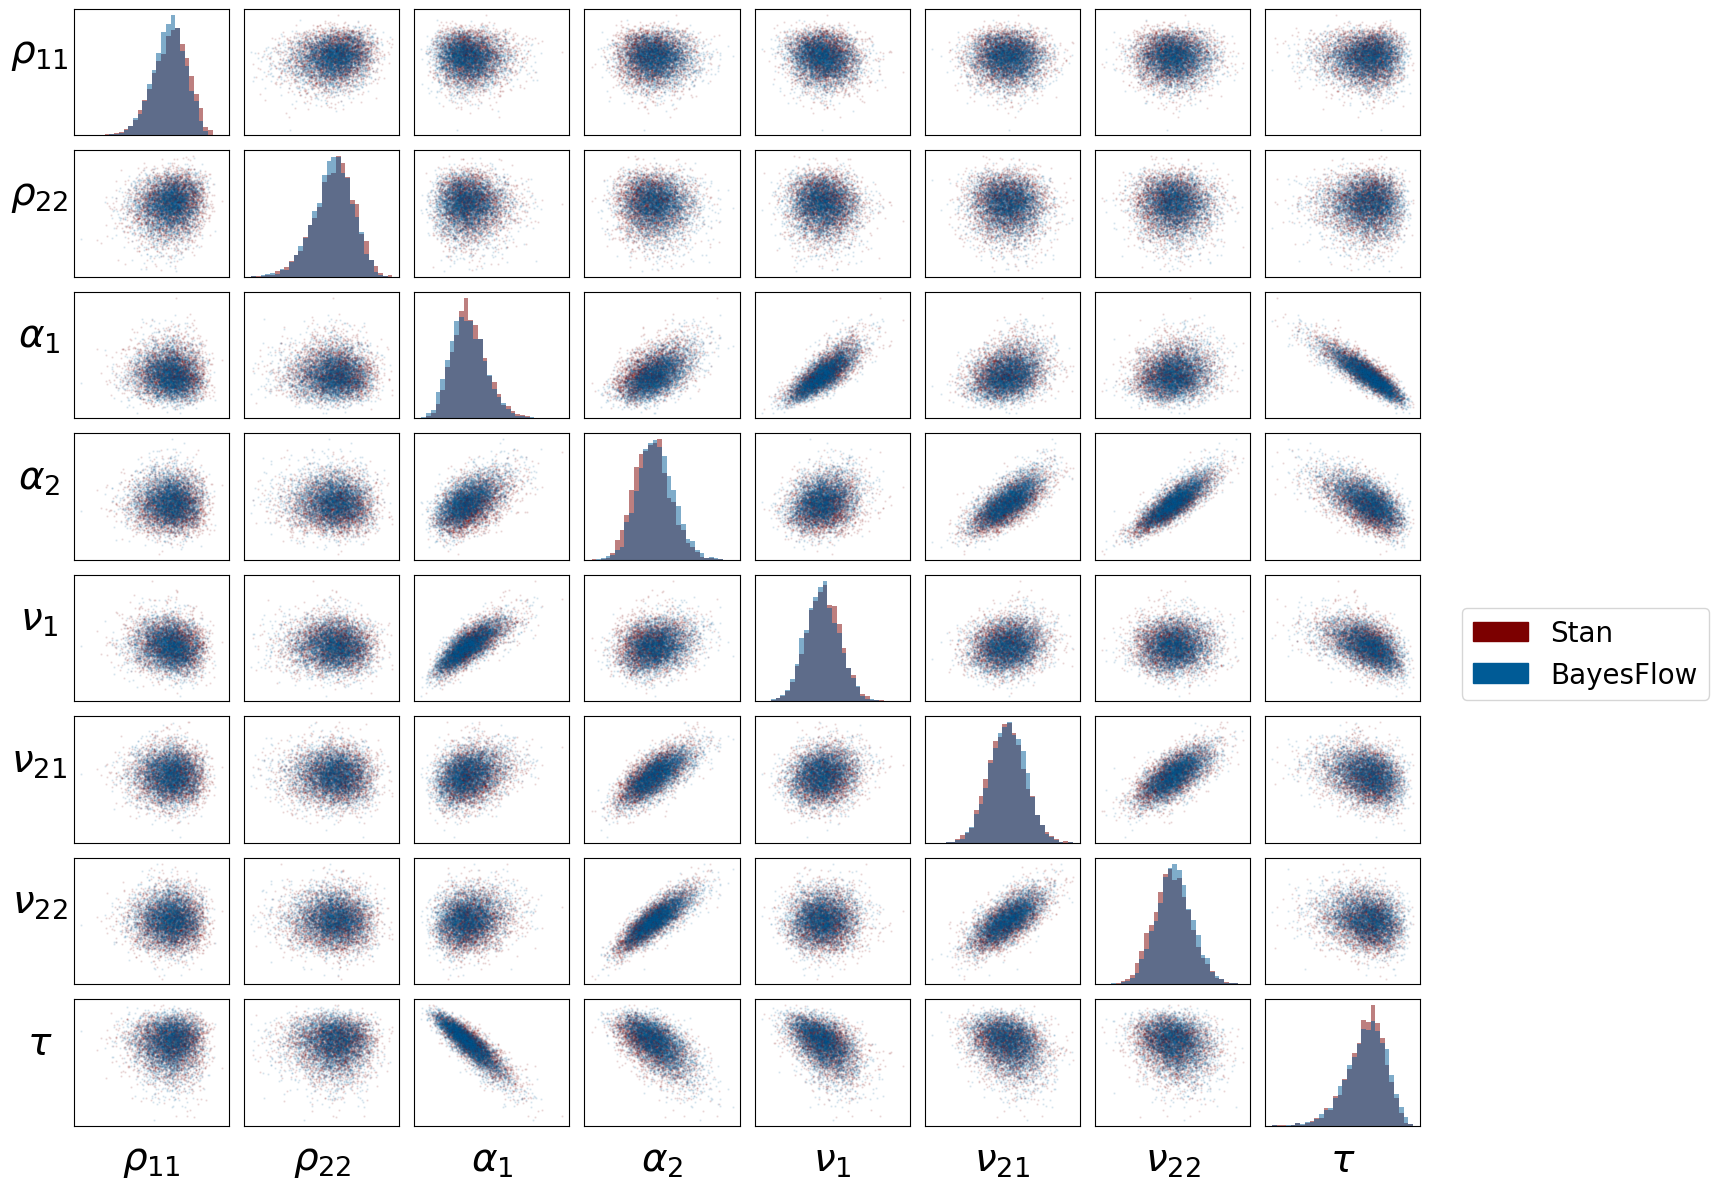 ρ₁₁
ρ₂₂
α₁
α₂
ν₁
ν₂₁
ν₂₂
τ
ρ₁₁ ρ₂₂ α₁ α₂ ν₁ ν₂₁ ν₂₂ τ
Stan
BayesFlow